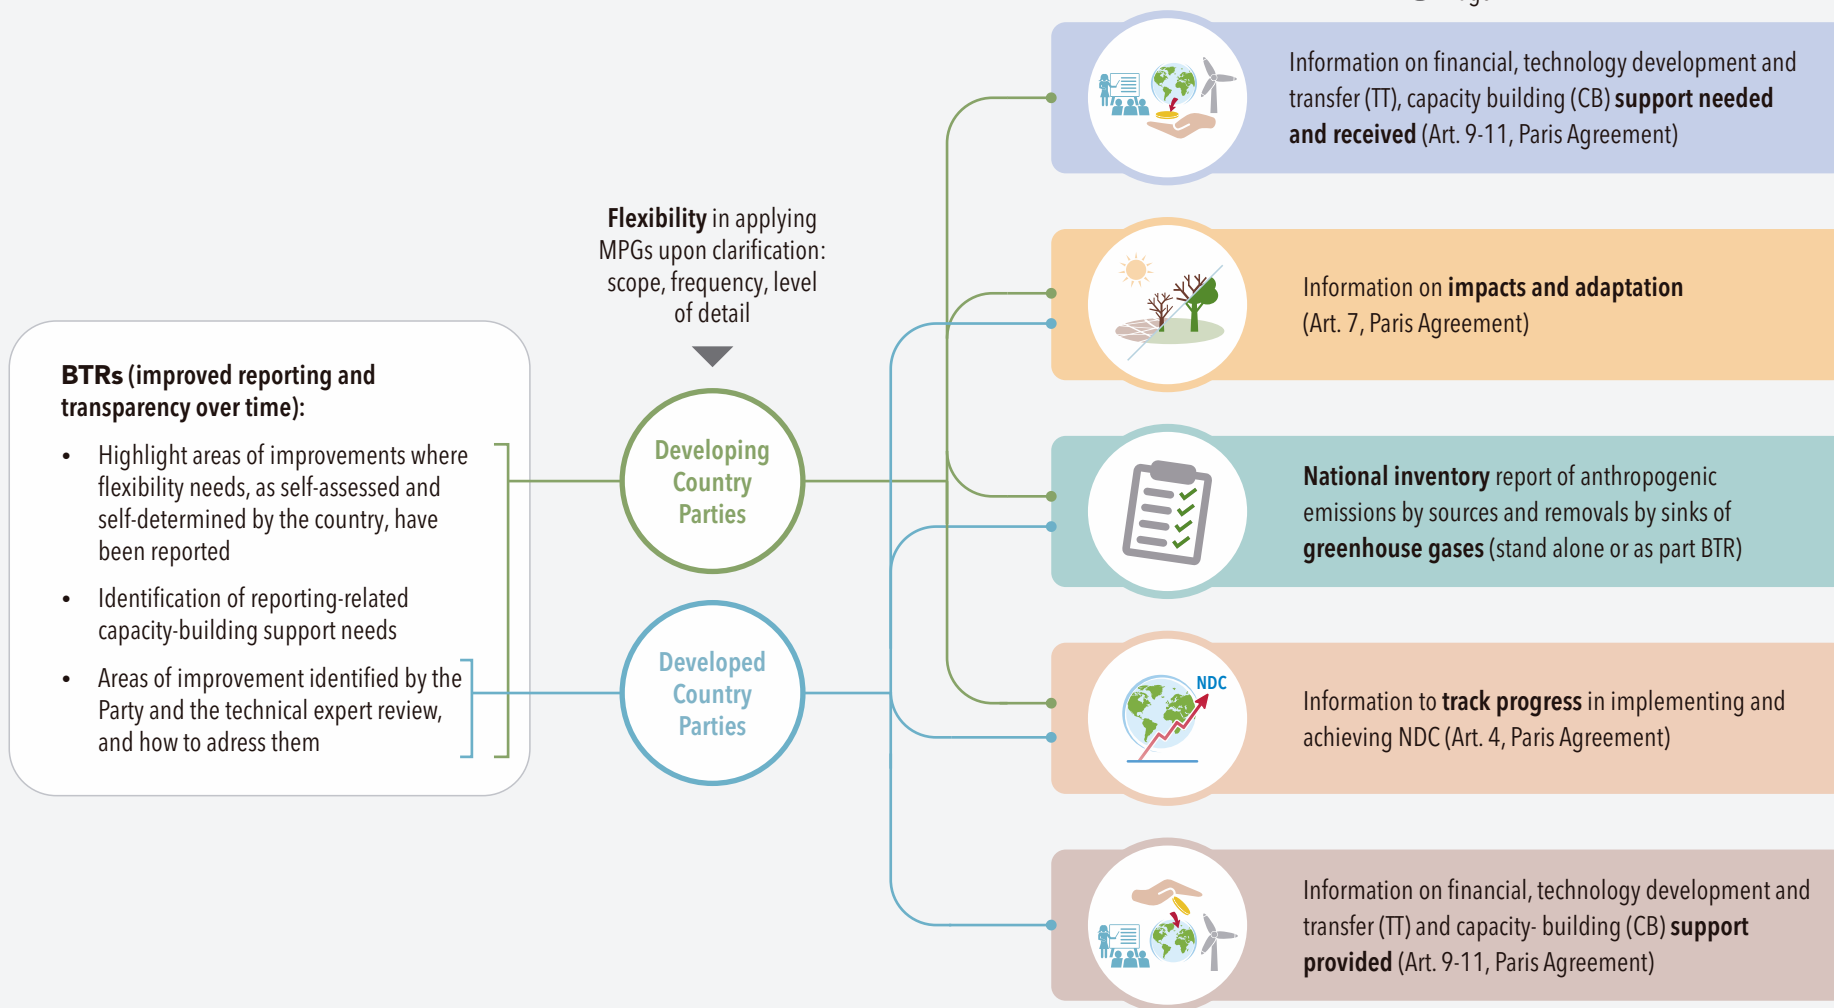 Flexibility in applying
MPGs upon clarification:
scope, frequency, level
of detail
BTRs (improved reporting and
transparency over time):
• Highlight areas of improvements where
flexibility needs, as self-assessed and
self-determined by the country, have
been reported
• Identification of reporting-related
capacity-building support needs
• Areas of improvement identified by the
Party and the technical expert review,
and how to adress them
Developing
Country
Parties
Developed
Country
Parties
Information on financial, technology development and
transfer (TT), capacity building (CB) support needed
and received (Art. 9-11, Paris Agreement)
Information on impacts and adaptation
(Art. 7, Paris Agreement)
National inventory report of anthropogenic
emissions by sources and removals by sinks of
greenhouse gases (stand alone or as part BTR)
NDC
Information to track progress in implementing and
achieving NDC (Art. 4, Paris Agreement)
Information on financial, technology development and
transfer (TT) and capacity- building (CB) support
provided (Art. 9-11, Paris Agreement)